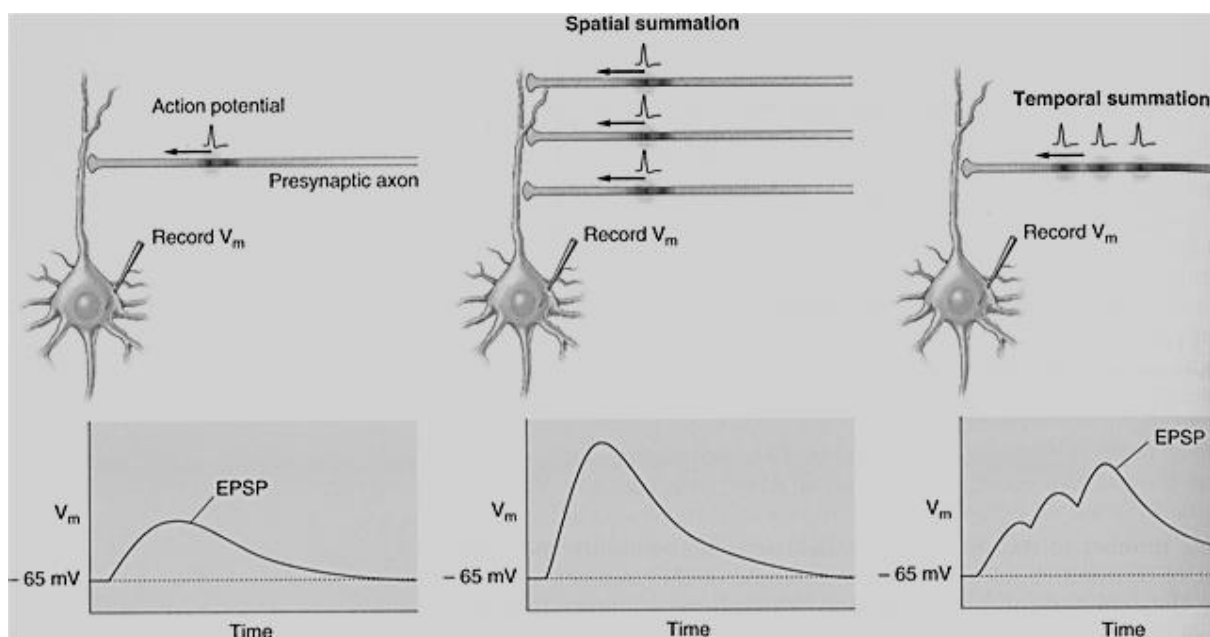 Action potential
Presynaptic axon
Record Vm
EPSP
Vm
– 65 mV
Time
Spatial summation
Record Vm
Vm
– 65 mV
Time
Temporal summation
Record Vm
EPSP
Vm
– 65 mV
Time